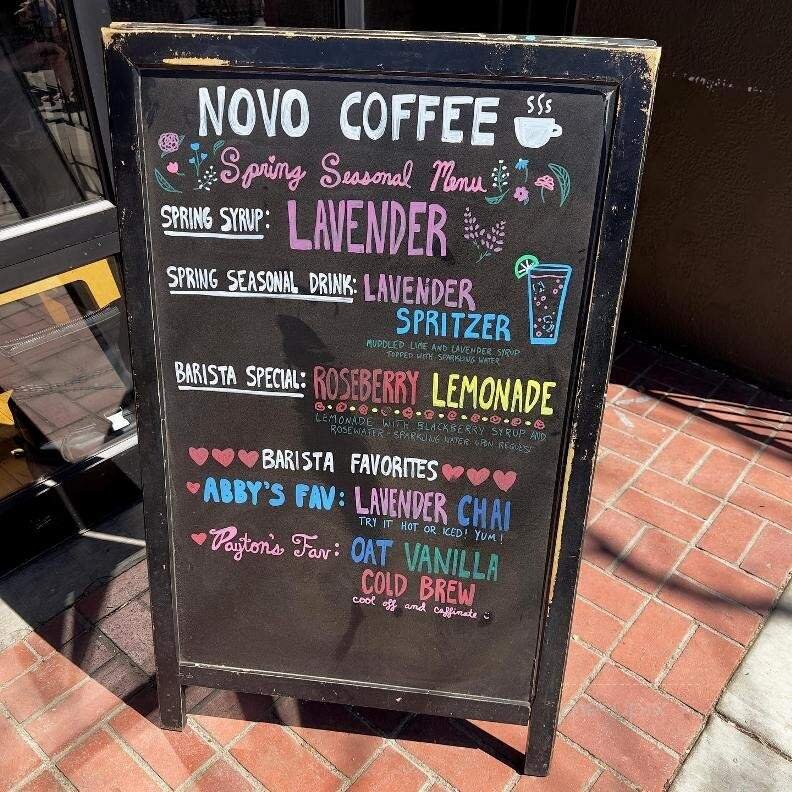 NOVO COFFEE
Spring Seasonal Menu
SPRING SYRUP: LAVENDER
SPRING SEASONAL DRINK: LAVENDER
SPRITZER
MUDDLED LIME AND LAVENDER SYRUP
TOPPED WITH SPARKLING WATER
BARISTA SPECIAL: ROSEBERRY LEMONADE
LEMONADE WITH BLACKBERRY SYRUP AND
ROSEWATER - SPARKLING WATER UPON REQUEST
BARISTA FAVORITES
ABBY'S FAV: LAVENDER CHAI
TRY IT HOT OR ICED! YUM!
Payton's Fav: OAT VANILLA
COLD BREW
cool off and caffinate